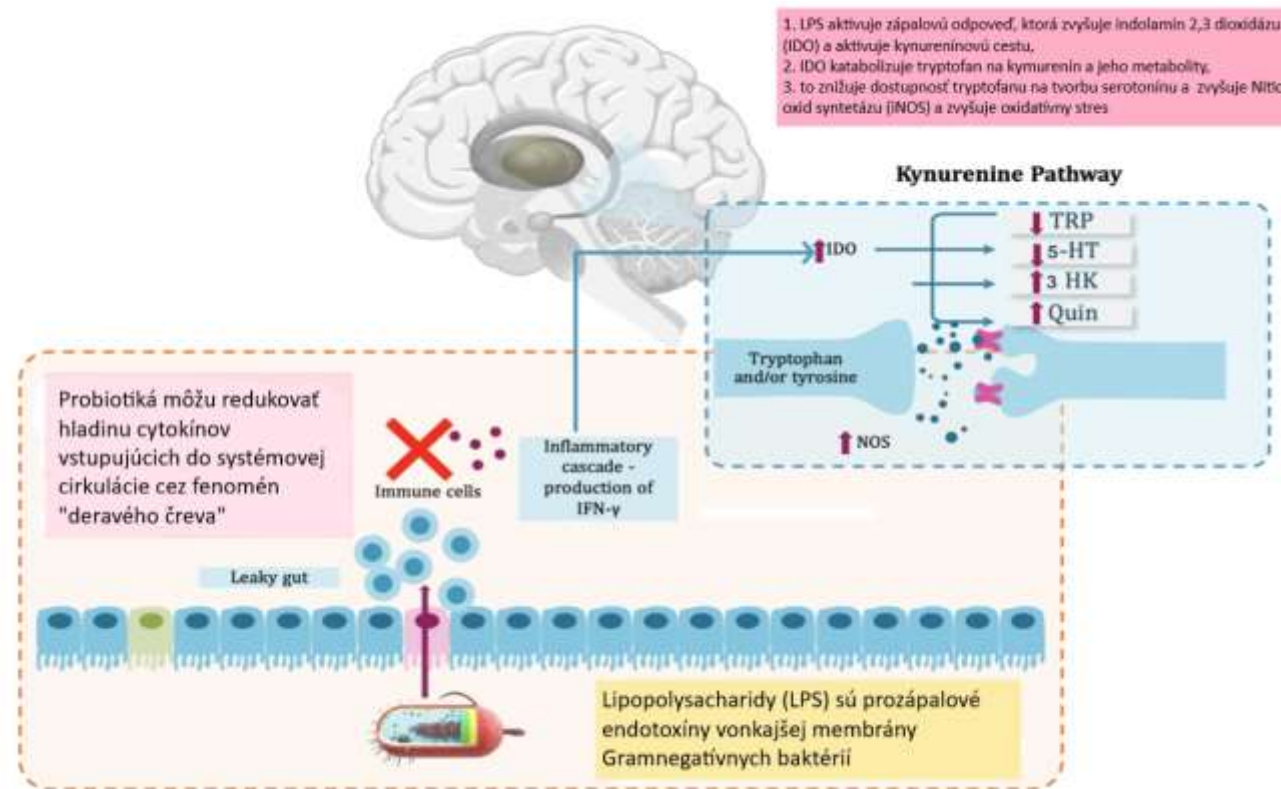 1. LPS aktivuje zápalovú odpoveď, ktorá zvyšuje indolamin 2,3 dioxidázu
(IDO) a aktivuje kynurenínovú cestu,
2. IDO katabolizuje tryptofan na kymurenín a jeho metabolity,
3. to znižuje dostupnosť tryptofanu na tvorbu serotonínu a zvyšuje Nitic
oxid syntetázu (iNOS) a zvyšuje oxidatívny stres
Kynurenine Pathway
TRP
IDO
5-HT
3 HK
Quin
Tryptophan
and/or tyrosine
NOS
Probiotiká môžu redukovať
hladinu cytokínov
vstupujúcich do systémovej
cirkulácie cez fenomén
"deravého čreva"
Immune cells
Inflammatory
cascade -
production of
IFN-γ
Leaky gut
Lipopolysacharidy (LPS) sú prozápalové
endotoxíny vonkajšej membrány
Gramnegatívnych baktérií